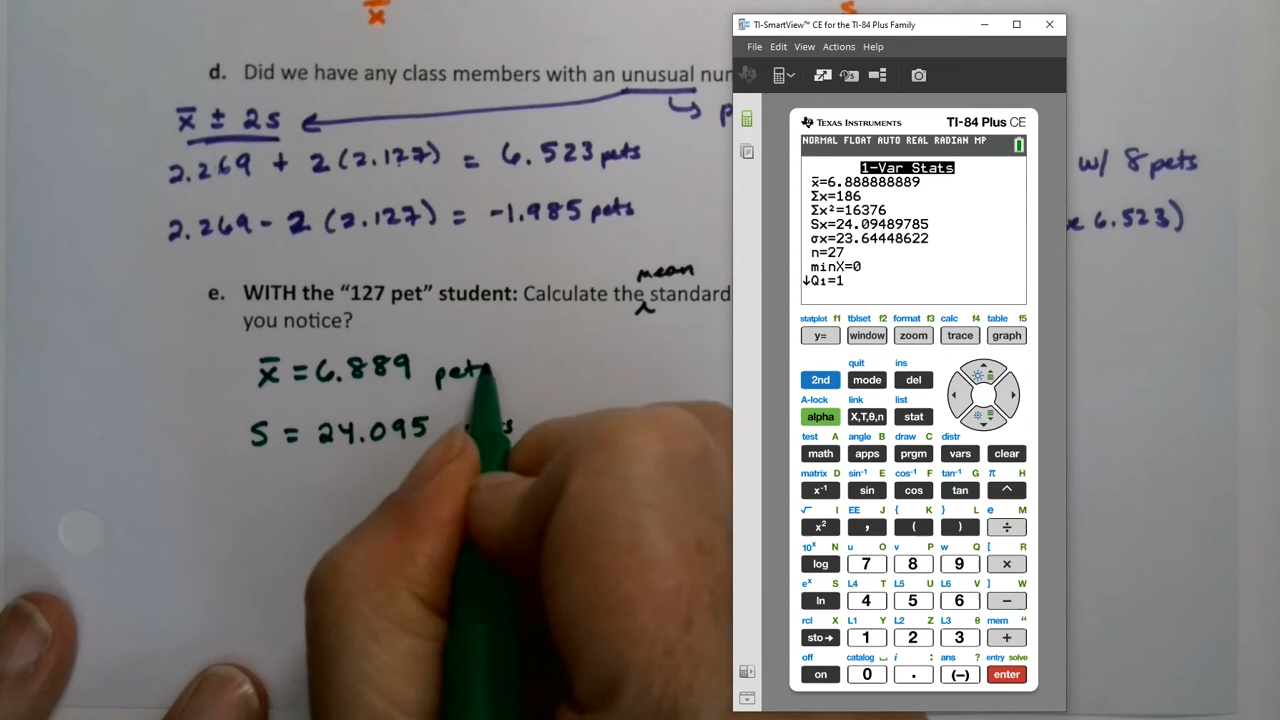 x̄
s
d. Did we have any class members with an unusual
x̄ ± 2s
2.269 + 2(2.127) = 6.523 pets
2.269 - 2(2.127) = -1.985 pets
w/ 8 pets
6.523)
mean
e. WITH the “127 pet” student: Calculate the ^ standard
you notice?
x̄ = 6.889 pets
s = 24.095
TI-SmartView™ CE for the TI-84 Plus Family
File Edit View Actions Help
TEXAS INSTRUMENTS TI-84 Plus CE
NORMAL FLOAT AUTO REAL RADIAN MP
1-Var Stats
x̄=6.888888889
Σx=186
Σx²=16376
Sx=24.09489785
σx=23.64448622
n=27
minX=0
↓Q₁=1
statplot f1 tblset f2 format f3 calc f4 table f5
y= window zoom trace graph
quit ins
2nd mode del
A-lock link list
alpha X,T,θ,n stat
test A angle B draw C distr
math apps prgm vars clear
matrix D sin⁻¹ E cos⁻¹ F tan⁻¹ G π H
x⁻¹ sin cos tan ^
√ I EE J { K } L e M
x² , ( ) ÷
10ˣ N u O v P w Q [ R
log 7 8 9 ×
eˣ S L4 T L5 U L6 V ] W
ln 4 5 6 −
rcl X L1 Y L2 Z L3 θ mem "
sto→ 1 2 3 +
off catalog ⎵ i : ans ? entry solve
on 0 . (−) enter